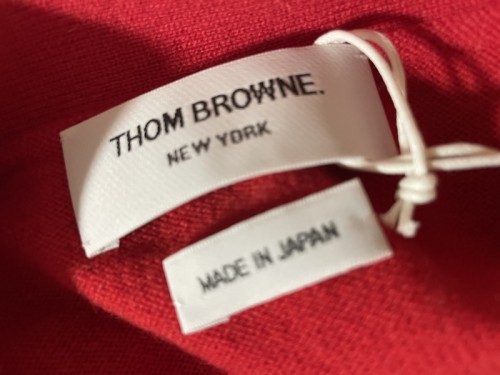 THOM BROWNE.
NEW YORK
MADE IN JAPAN